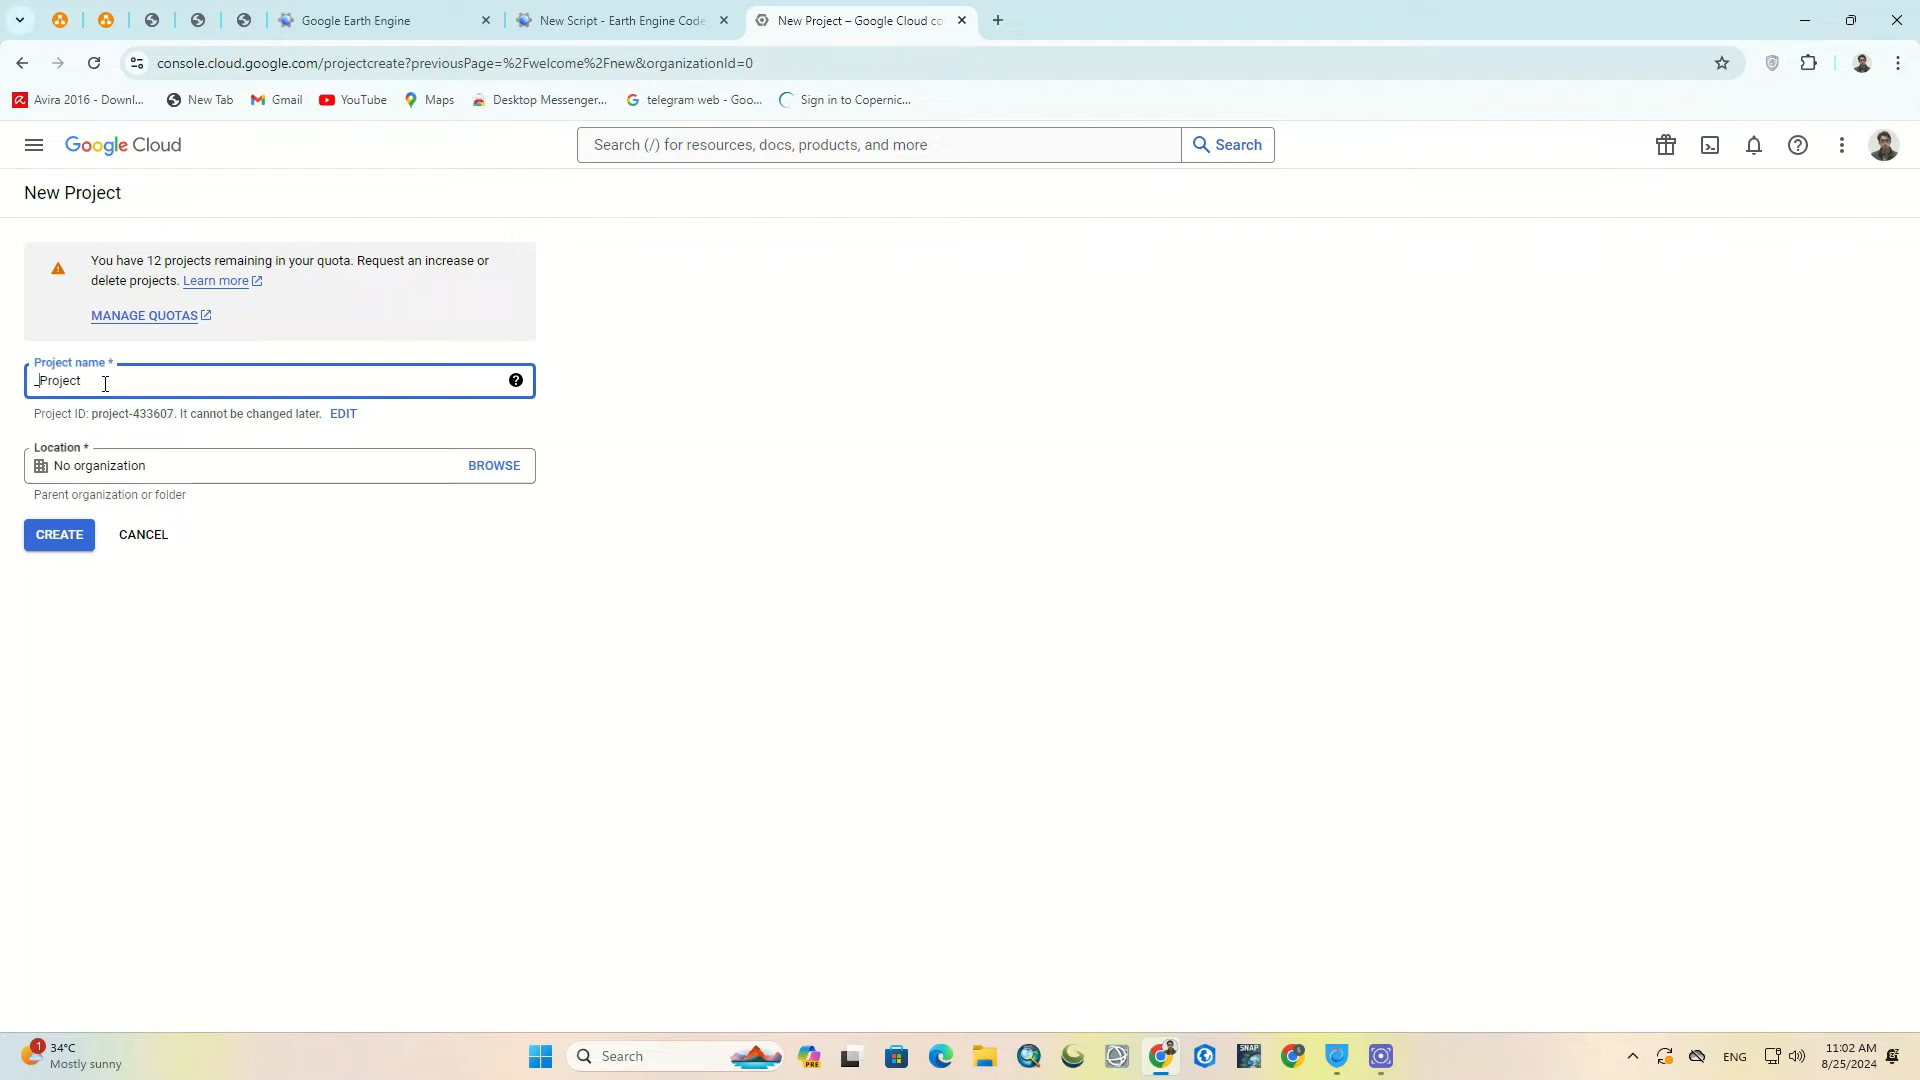 Google Earth Engine
New Script - Earth Engine Code
New Project – Google Cloud co
console.cloud.google.com/projectcreate?previousPage=%2Fwelcome%2Fnew&organizationId=0
Avira 2016 - Downl...
New Tab
Gmail
YouTube
Maps
Desktop Messenger...
telegram web - Goo...
Sign in to Copernic...
Google Cloud
Search (/) for resources, docs, products, and more
Search
New Project
You have 12 projects remaining in your quota. Request an increase or
delete projects. Learn more
MANAGE QUOTAS
Project name *
_Project
Project ID: project-433607. It cannot be changed later. EDIT
Location *
No organization
BROWSE
Parent organization or folder
CREATE
CANCEL
1
34°C
Mostly sunny
Search
PRE
SNAP
ENG
11:02 AM
8/25/2024